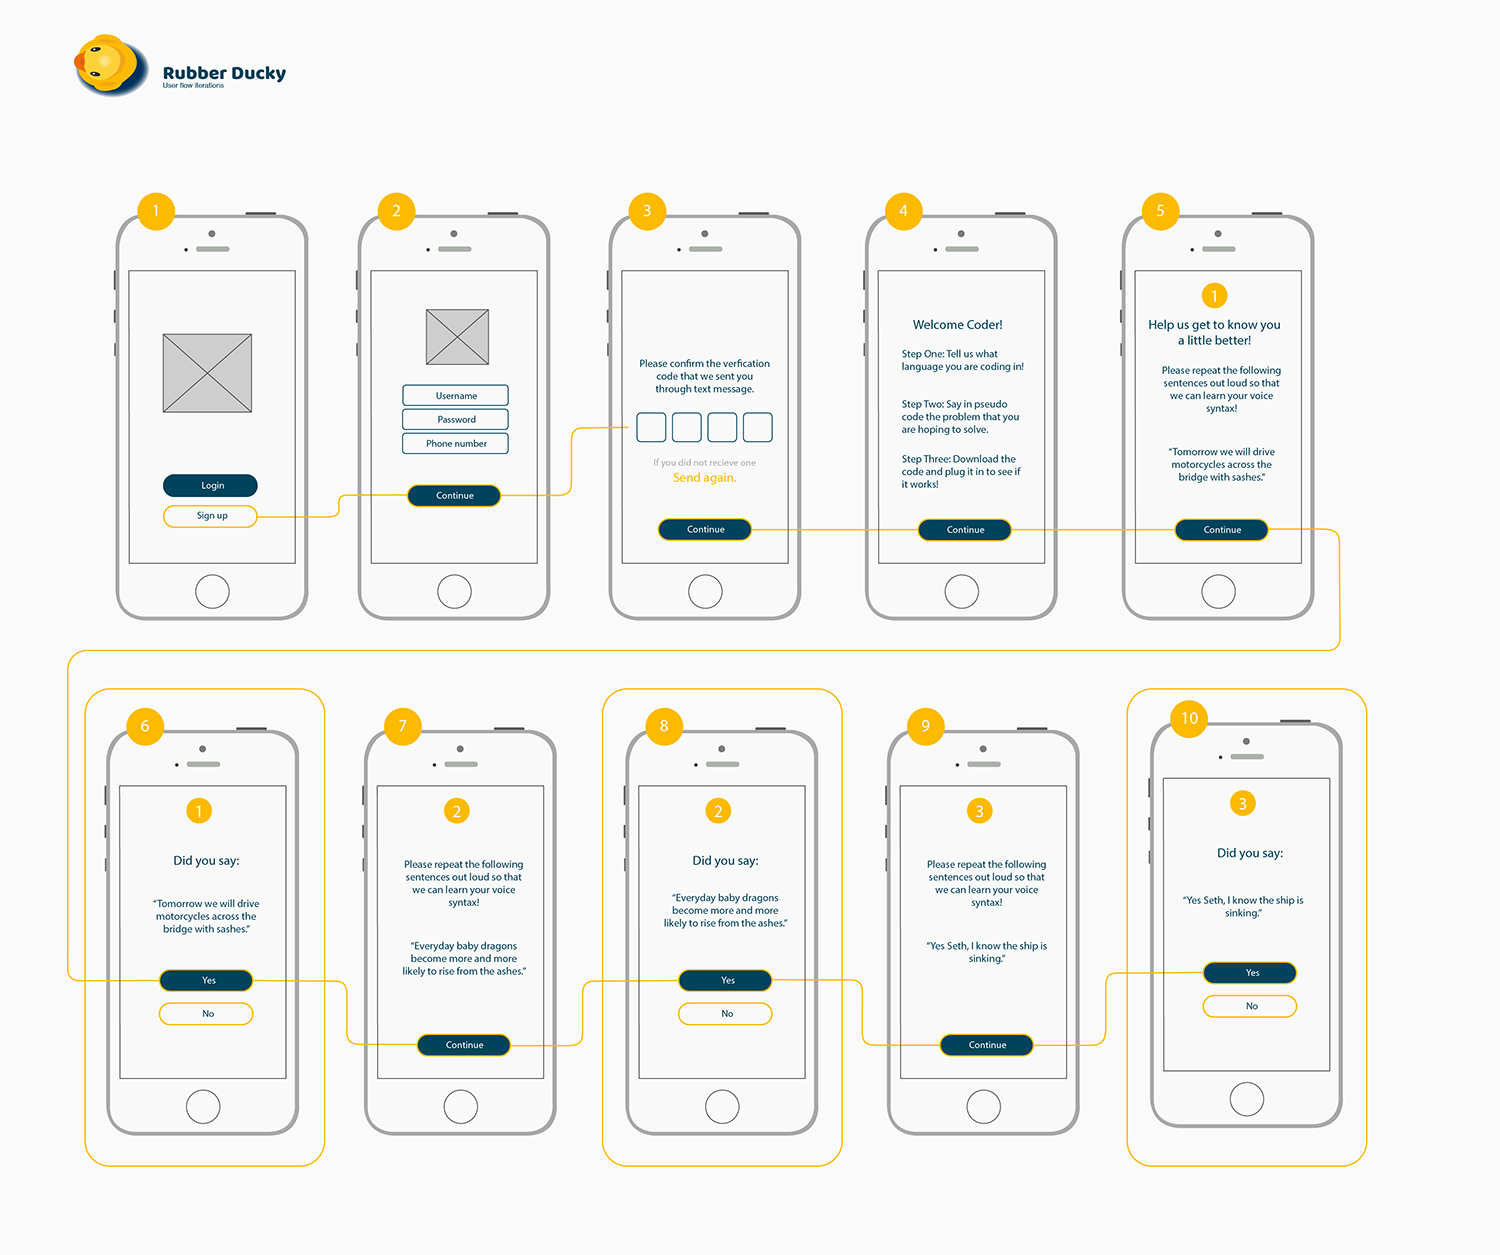 Rubber Ducky
User flow iterations
1
Login
Sign up
2
Username
Password
Phone number
Continue
3
Please confirm the verfication
code that we sent you
through text message.
If you did not recieve one
Send again.
Continue
4
Welcome Coder!
Step One: Tell us what
language you are coding in!
Step Two: Say in pseudo
code the problem that you
are hoping to solve.
Step Three: Download the
code and plug it in to see if
it works!
Continue
5
1
Help us get to know you
a little better!
Please repeat the following
sentences out loud so that
we can learn your voice
syntax!
“Tomorrow we will drive
motorcycles across the
bridge with sashes.”
Continue
6
1
Did you say:
“Tomorrow we will drive
motorcycles across the
bridge with sashes.”
Yes
No
7
2
Please repeat the following
sentences out loud so that
we can learn your voice
syntax!
“Everyday baby dragons
become more and more
likely to rise from the ashes.”
Continue
8
2
Did you say:
“Everyday baby dragons
become more and more
likely to rise from the ashes.”
Yes
No
9
3
Please repeat the following
sentences out loud so that
we can learn your voice
syntax!
“Yes Seth, I know the ship is
sinking.”
Continue
10
3
Did you say:
“Yes Seth, I know the ship is
sinking.”
Yes
No